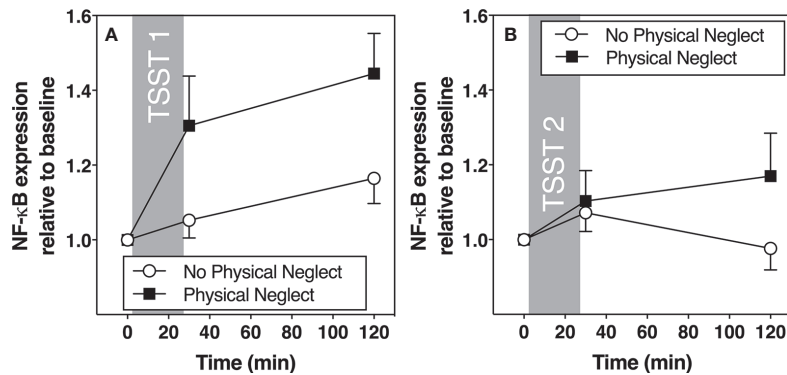 A
TSST 1
NF-κB expression
relative to baseline
1.6
1.4
1.2
1.0
No Physical Neglect
Physical Neglect
0 20 40 60 80 100 120
Time (min)
B
TSST 2
NF-κB expression
relative to baseline
1.6
1.4
1.2
1.0
No Physical Neglect
Physical Neglect
0 20 40 60 80 100 120
Time (min)